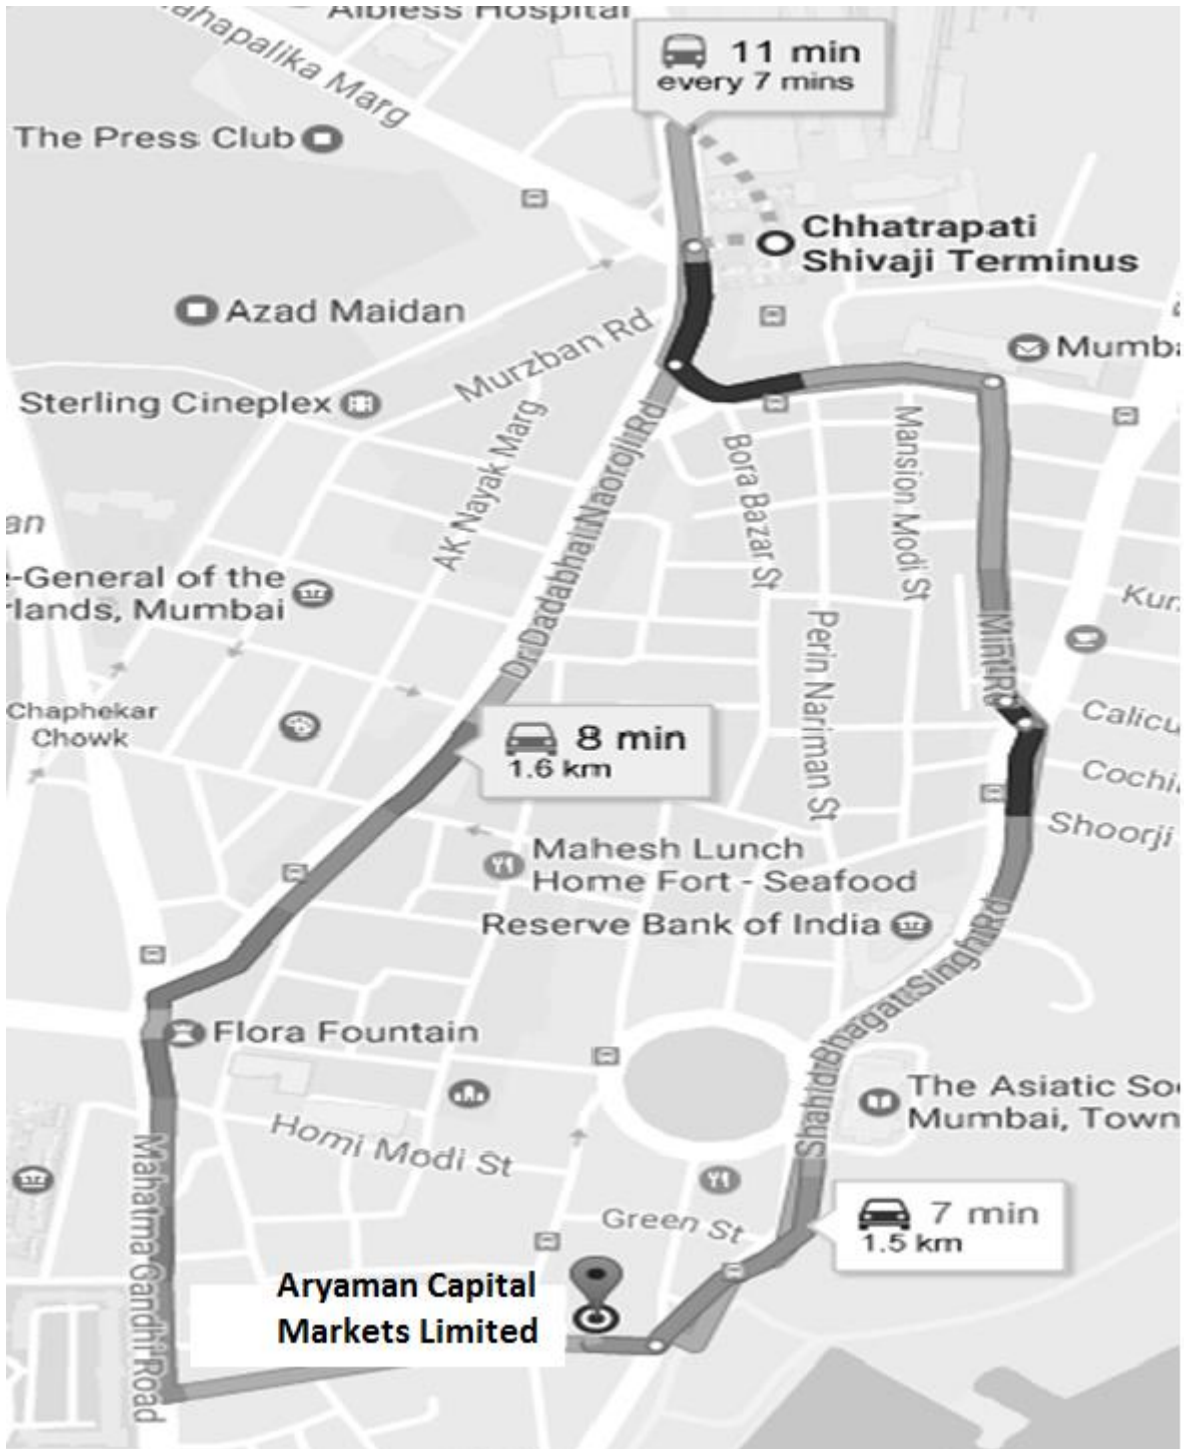 Albless Hospital
ahapalika Marg
11 min
every 7 mins
The Press Club
Chhatrapati
Shivaji Terminus
Azad Maidan
Murzban Rd
Mumba
Sterling Cineplex
AK Nayak Marg
Dr Dadabhai Naoroji Rd
Bora Bazar St
Mansion Modi St
an
-General of the
rlands, Mumbai
Kur
Perin Nariman St
Mint Rd
Chaphekar
Chowk
Calicu
8 min
1.6 km
Cochi
Shoorji
Mahesh Lunch
Home Fort - Seafood
Reserve Bank of India
Shahid Bhagat Singh Rd
Flora Fountain
The Asiatic So
Mumbai, Town
Homi Modi St
Mahatma Gandhi Road
Green St
7 min
1.5 km
Aryaman Capital
Markets Limited